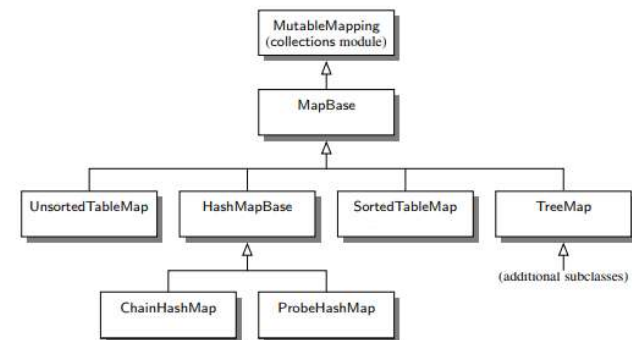 MutableMapping
(collections module)
MapBase
UnsortedTableMap
HashMapBase
SortedTableMap
TreeMap
(additional subclasses)
ChainHashMap
ProbeHashMap